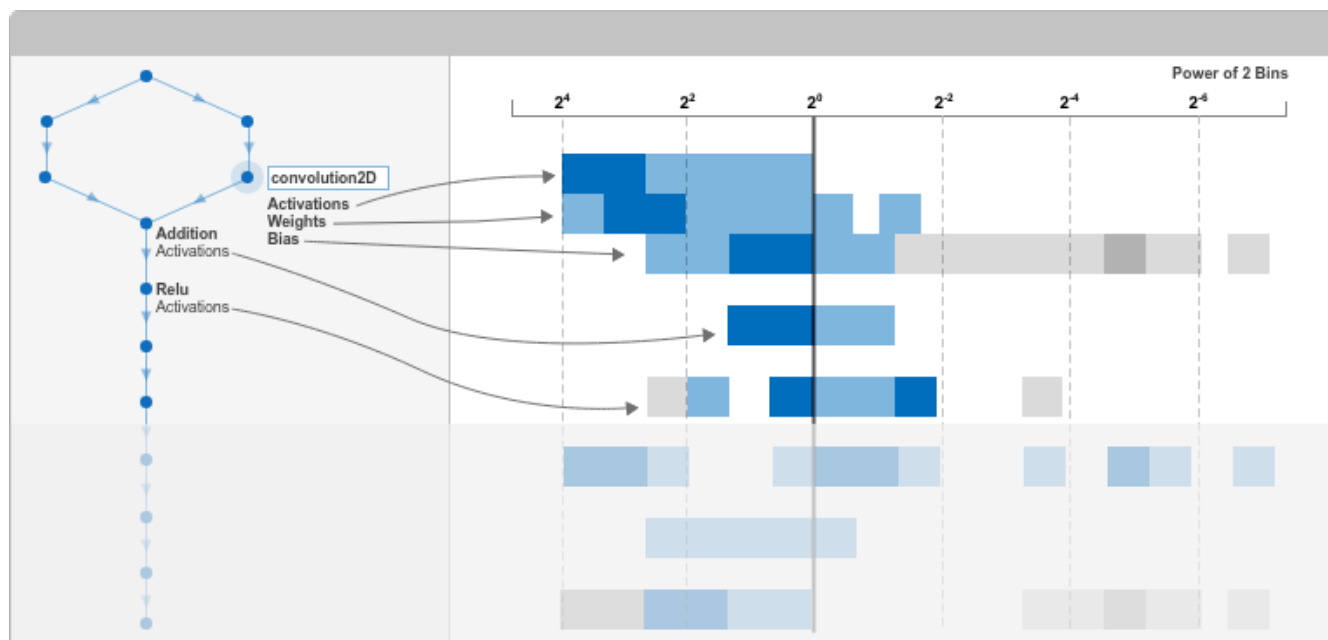 Power of 2 Bins
2⁴ 2² 2⁰ 2⁻² 2⁻⁴ 2⁻⁶
convolution2D
Activations
Weights
Bias
Addition
Activations
Relu
Activations